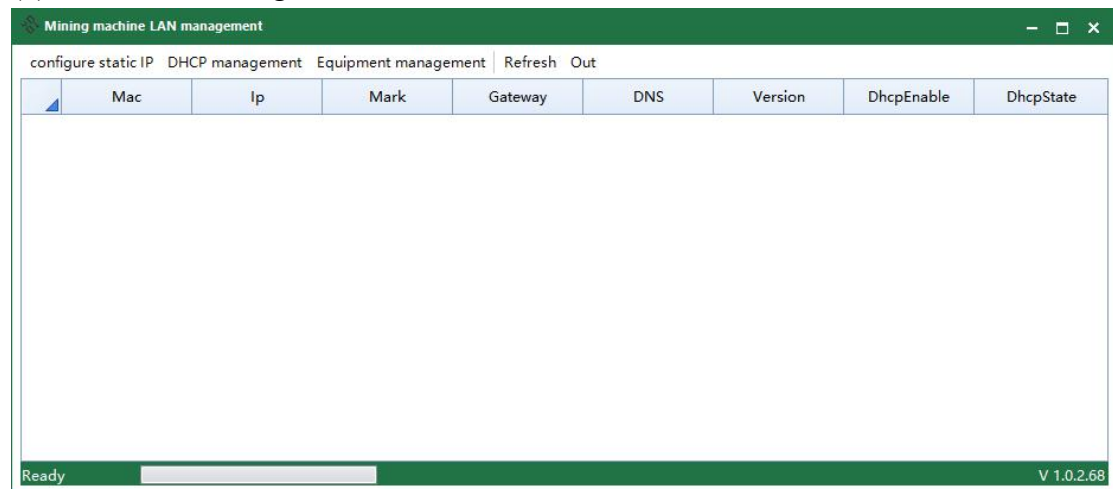 Mining machine LAN management
configure static IP DHCP management Equipment management Refresh Out
Mac Ip Mark Gateway DNS Version DhcpEnable DhcpState
Ready V 1.0.2.68